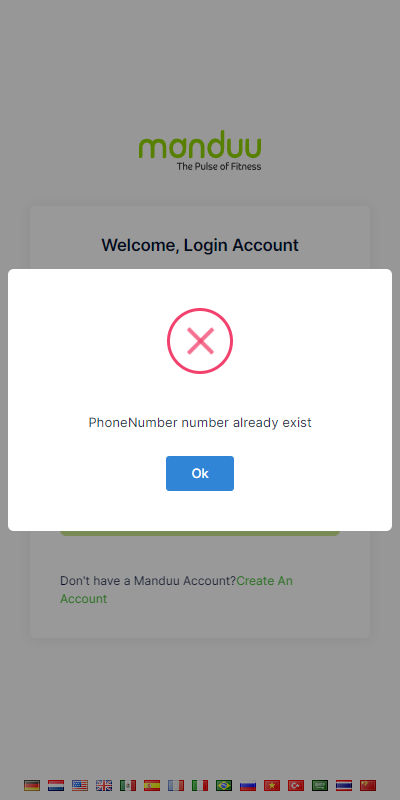 manduu
The Pulse of Fitness
Welcome, Login Account
PhoneNumber number already exist
Ok
Don't have a Manduu Account?Create An
Account